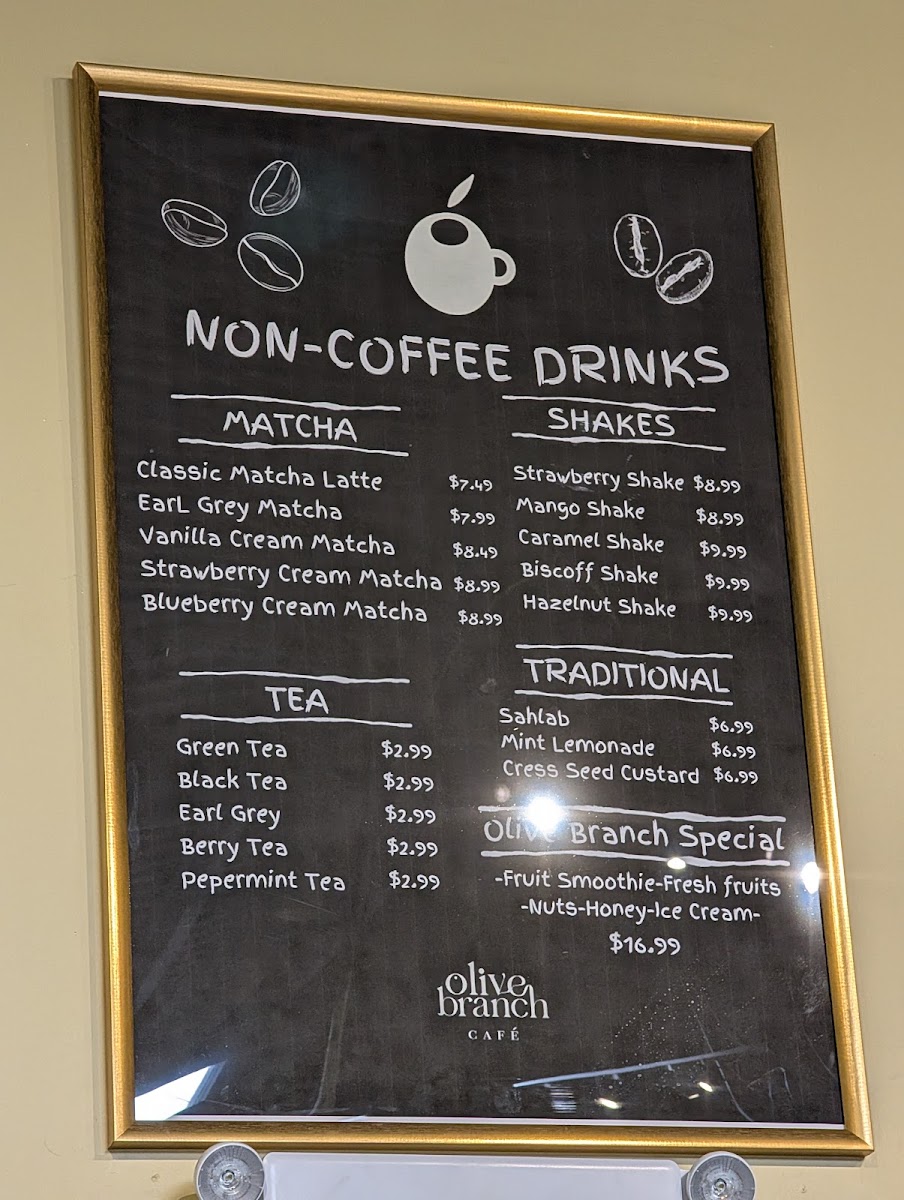 NON-COFFEE DRINKS
MATCHA
Classic Matcha Latte $7.49
Earl Grey Matcha $7.99
Vanilla Cream Matcha $8.49
Strawberry Cream Matcha $8.99
Blueberry Cream Matcha $8.99
TEA
Green Tea $2.99
Black Tea $2.99
Earl Grey $2.99
Berry Tea $2.99
Pepermint Tea $2.99
SHAKES
Strawberry Shake $8.99
Mango Shake $8.99
Caramel Shake $9.99
Biscoff Shake $9.99
Hazelnut Shake $9.99
TRADITIONAL
Sahlab $6.99
Mint Lemonade $6.99
Cress Seed Custard $6.99
Olive Branch Special
-Fruit Smoothie-Fresh fruits
-Nuts-Honey-Ice Cream-
$16.99
olive
branch
CAFÉ